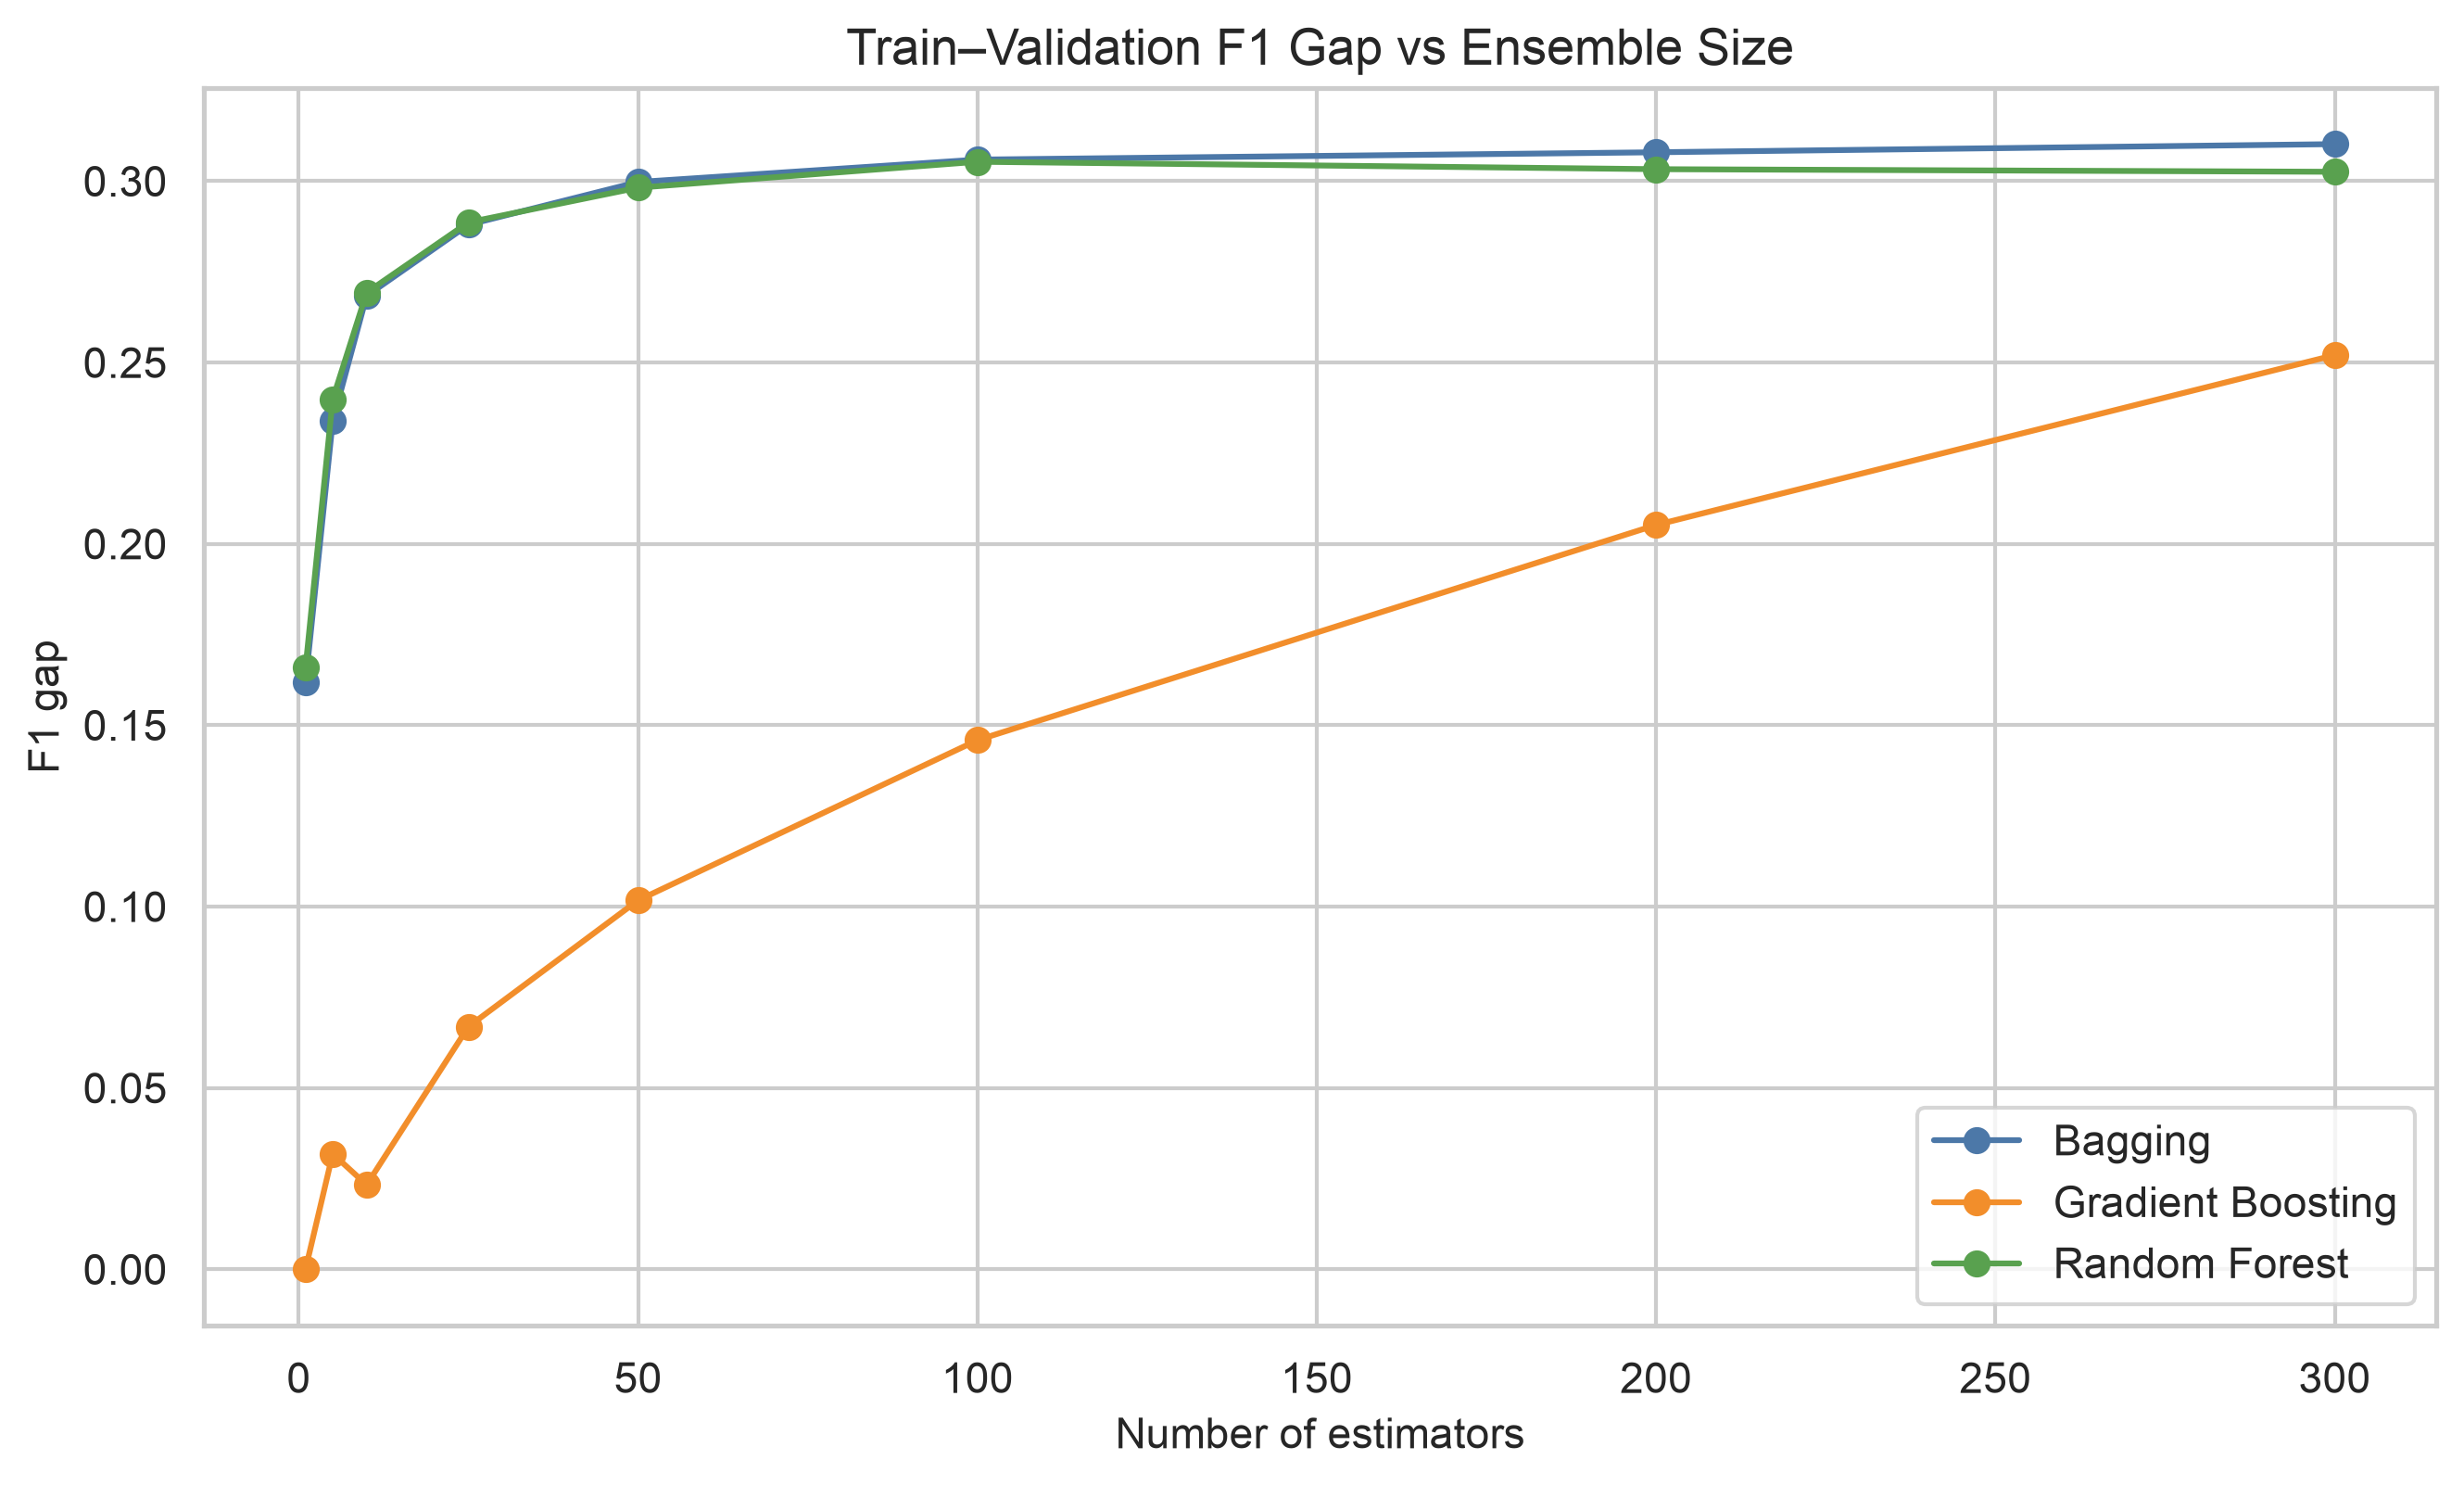 Train–Validation F1 Gap vs Ensemble Size
F1 gap
0.30
0.25
0.20
0.15
0.10
0.05
0.00
0 50 100 150 200 250 300
Number of estimators
Bagging
Gradient Boosting
Random Forest